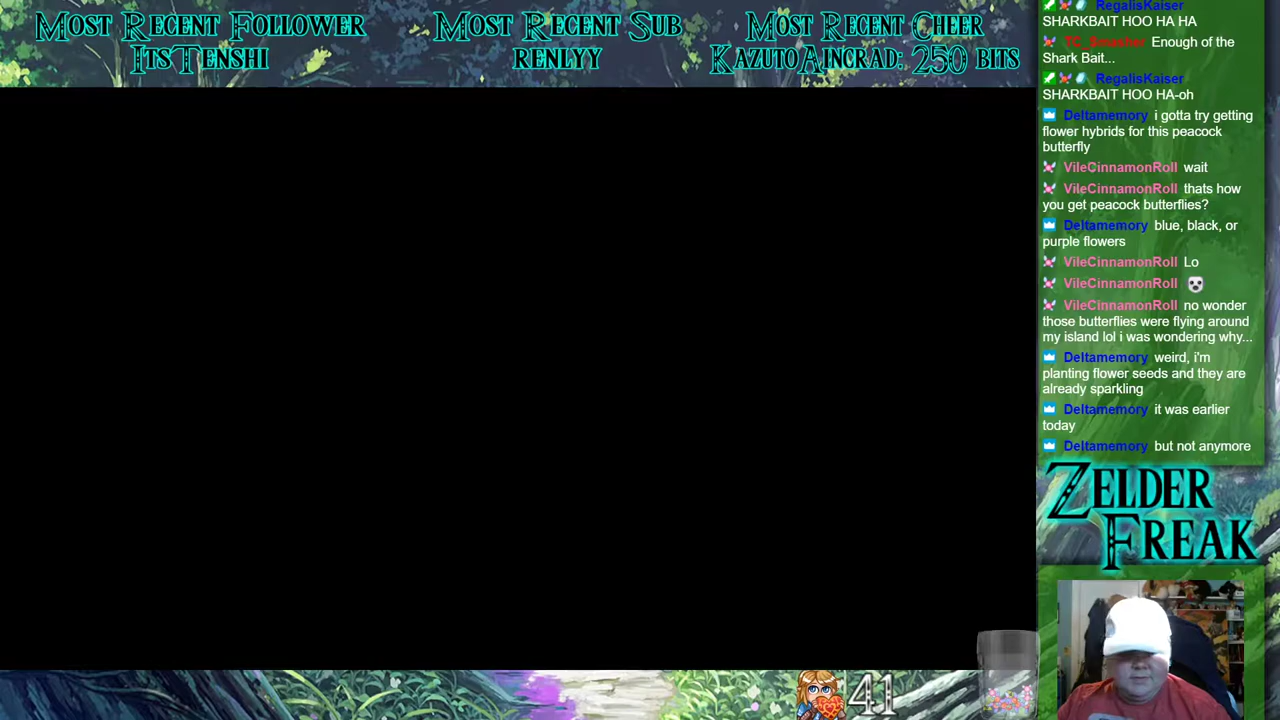 Most Recent Follower
ItsTenshi
Most Recent Sub
renlyy
Most Recent Cheer
KazutoAincrad: 250 bits
RegalisKaiser
SHARKBAIT HOO HA HA
TC_Smasher Enough of the
Shark Bait...
RegalisKaiser
SHARKBAIT HOO HA-oh
Deltamemory i gotta try getting
flower hybrids for this peacock
butterfly
VileCinnamonRoll wait
VileCinnamonRoll thats how
you get peacock butterflies?
Deltamemory blue, black, or
purple flowers
VileCinnamonRoll Lo
VileCinnamonRoll
VileCinnamonRoll no wonder
those butterflies were flying around
my island lol i was wondering why...
Deltamemory weird, i'm
planting flower seeds and they are
already sparkling
Deltamemory it was earlier
today
Deltamemory but not anymore
Zelder
Freak
41